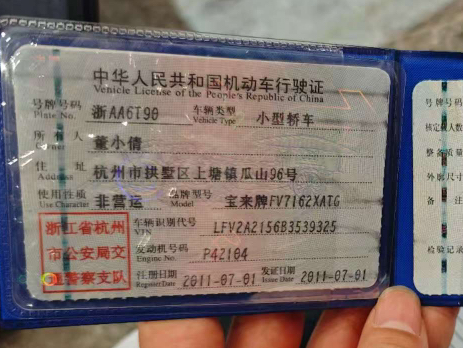 中华人民共和国机动车行驶证
Vehicle License of the People's Republic of China
号牌号码 浙AA6T90 车辆类型 小型轿车
Plate No. Vehicle Type
所有人 董小倩
Owner
住址 杭州市拱墅区上塘镇瓜山96号
Address
使用性质 非营运 品牌型号 宝来牌FV7162XATG
Use Character Model
浙江省杭州
市公安局交
通警察支队
车辆识别代号 LFV2A2156B3539325
VIN
发动机号码 P42104
Engine No.
注册日期 2011-07-01 发证日期 2011-07-01
Register Date Issue Date
号牌号
核定载人数
整备质量
外廓尺寸
备注
检验记录